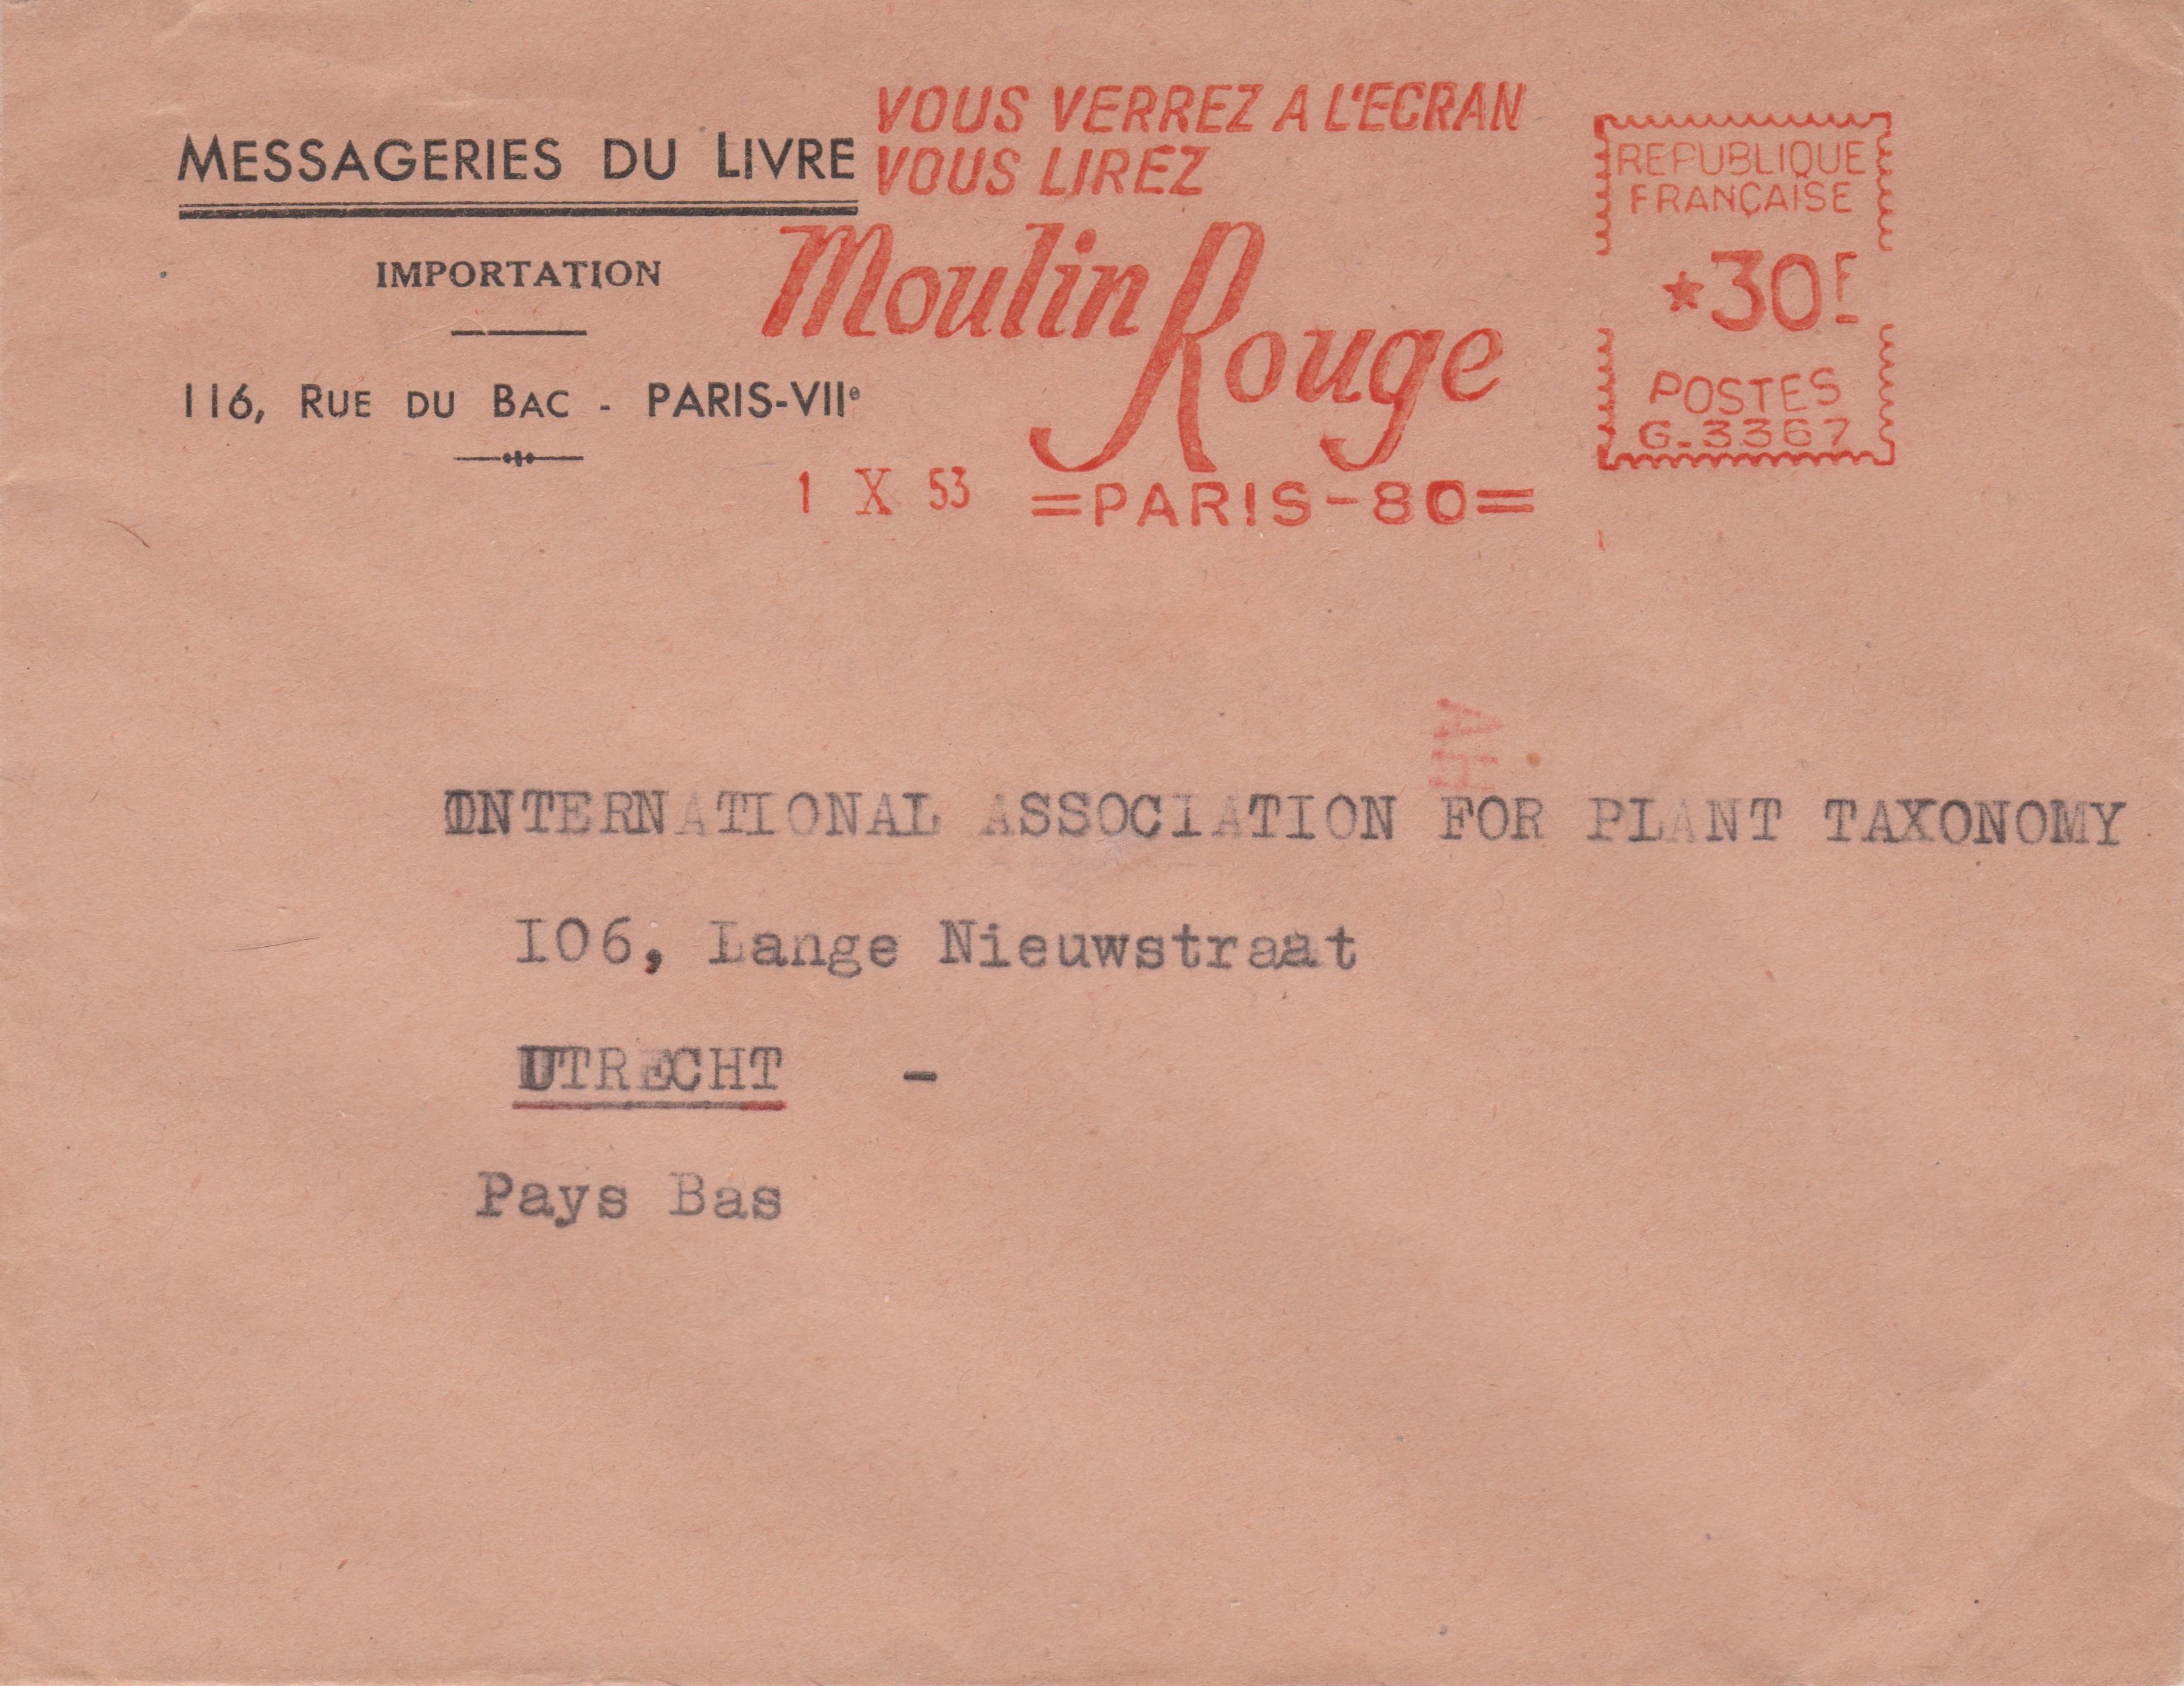 MESSAGERIES DU LIVRE
IMPORTATION
116, RUE DU BAC - PARIS-VIIe
VOUS VERREZ A L'ECRAN
VOUS LIREZ
Moulin Rouge
1 X 53 =PARIS-80=
REPUBLIQUE
FRANÇAISE
*30F
POSTES
G.3367
INTERNATIONAL ASSOCIATION FOR PLANT TAXONOMY
I06, Lange Nieuwstraat
UTRECHT -
Pays Bas